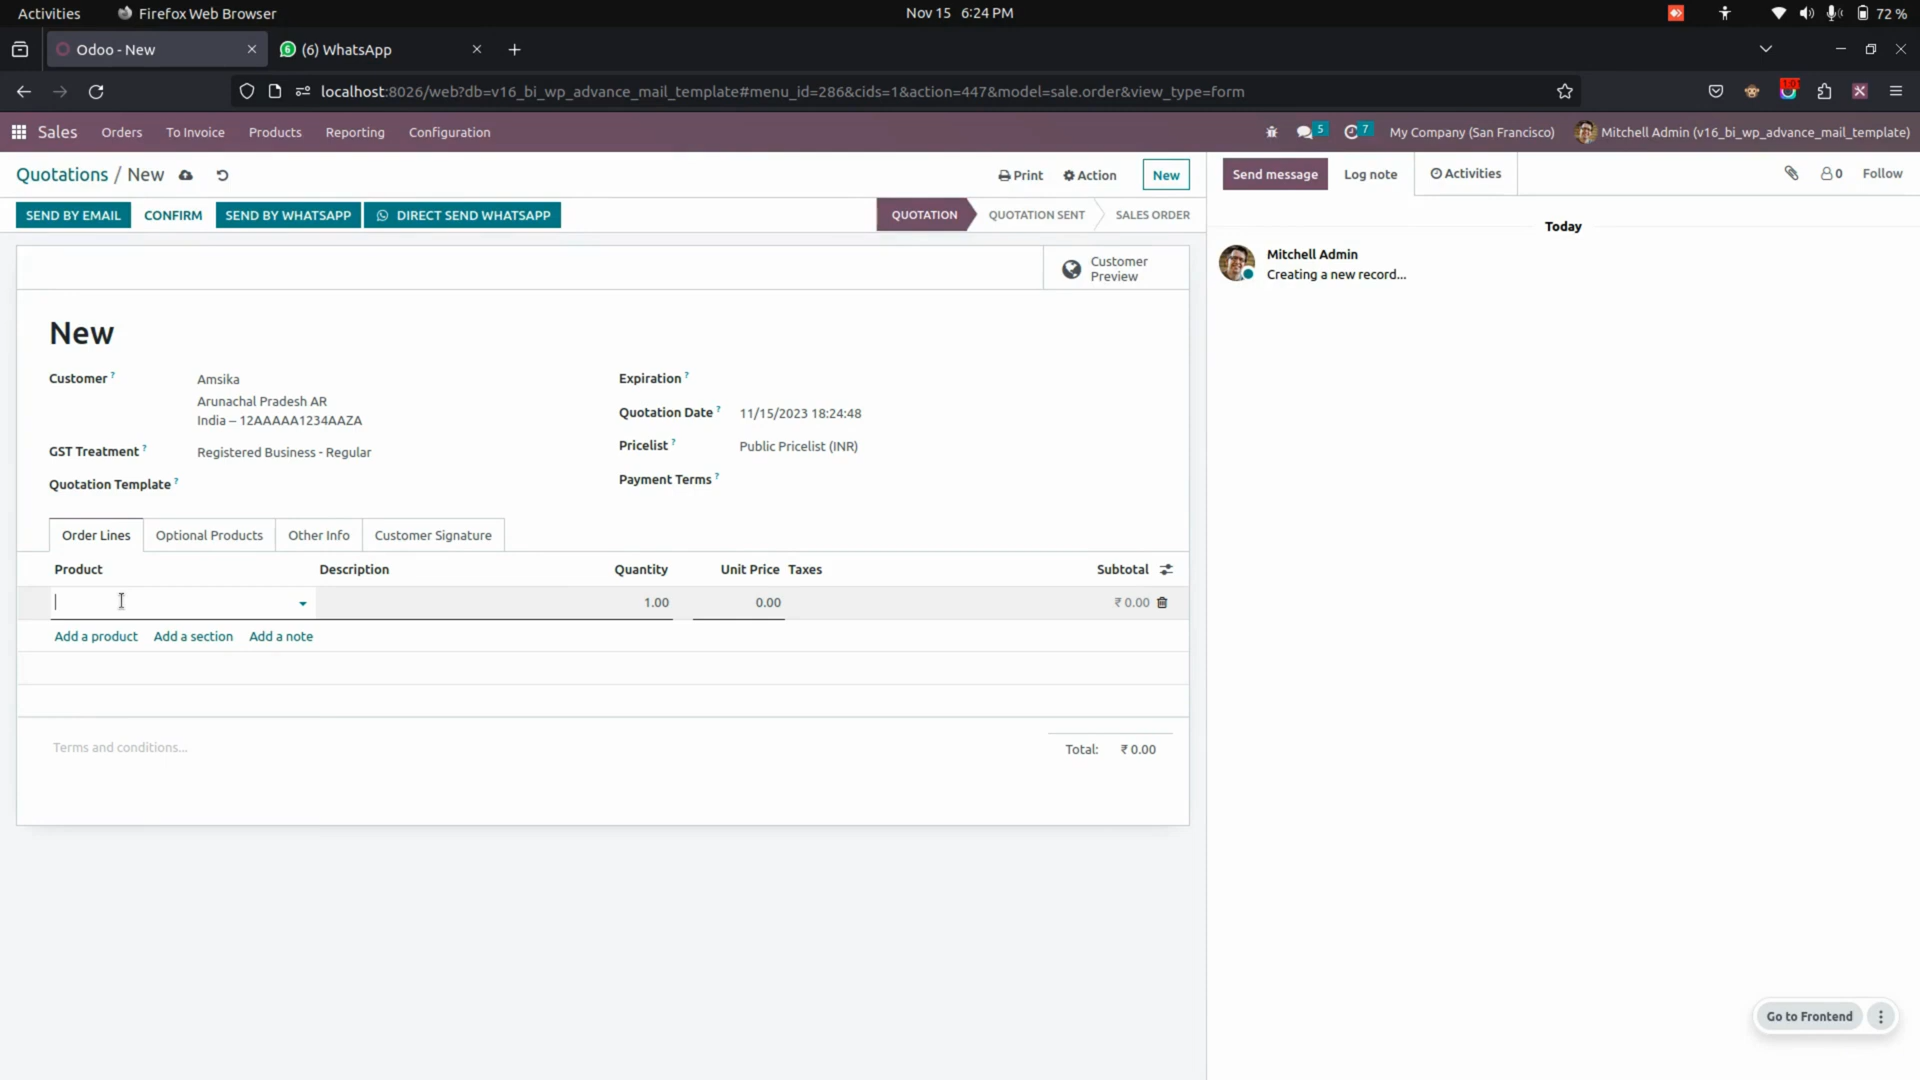 Activities Firefox Web Browser Nov 15 6:24 PM 72 %
Odoo - New (6) WhatsApp
localhost:8026/web?db=v16_bi_wp_advance_mail_template#menu_id=286&cids=1&action=447&model=sale.order&view_type=form
Sales Orders To Invoice Products Reporting Configuration 5 7 My Company (San Francisco) Mitchell Admin (v16_bi_wp_advance_mail_template)
Quotations / New Print Action New Send message Log note Activities 0 Follow
SEND BY EMAIL CONFIRM SEND BY WHATSAPP DIRECT SEND WHATSAPP QUOTATION QUOTATION SENT SALES ORDER
Today
Customer
Preview
Mitchell Admin
Creating a new record...
New
Customer ? Amsika
Arunachal Pradesh AR
India – 12AAAAA1234AAZA
GST Treatment ? Registered Business - Regular
Quotation Template ?
Expiration ?
Quotation Date ? 11/15/2023 18:24:48
Pricelist ? Public Pricelist (INR)
Payment Terms ?
Order Lines Optional Products Other Info Customer Signature
Product Description Quantity Unit Price Taxes Subtotal
1.00 0.00 ₹ 0.00
Add a product Add a section Add a note
Terms and conditions...
Total: ₹ 0.00
Go to Frontend